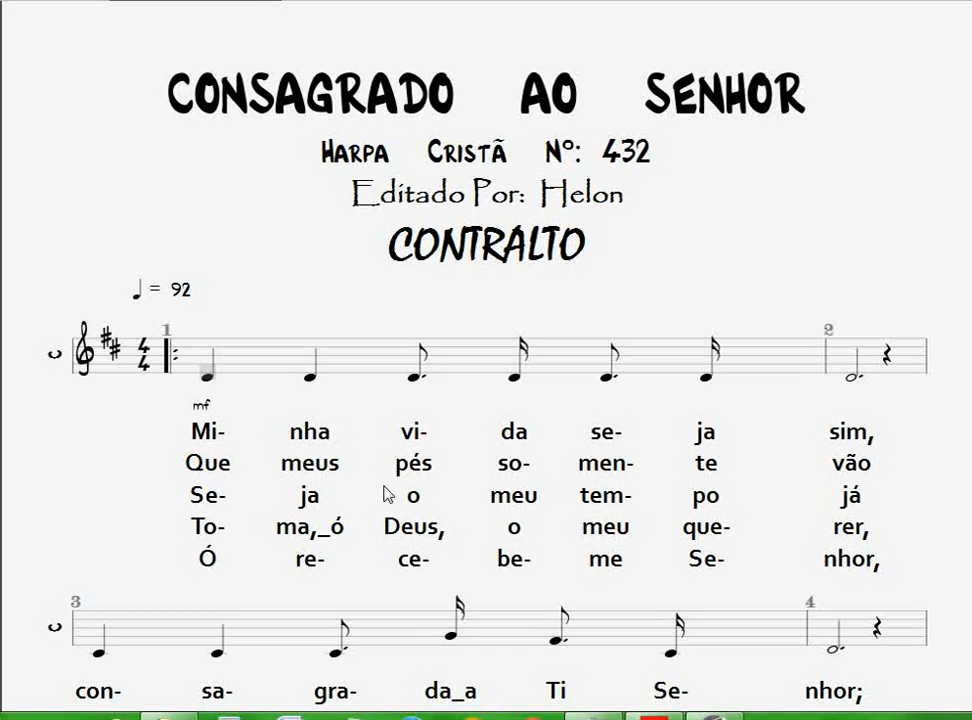 CONSAGRADO AO SENHOR
HARPA CRISTÃ Nº: 432
Editado Por: Helon
CONTRALTO
= 92
1 2
4
4
C
mf
Mi- nha vi- da se- ja sim,
Que meus pés so- men- te vão
Se- ja o meu tem- po já
To- ma,_ó Deus, o meu que- rer,
Ó re- ce- be- me Se- nhor,
3 4
C
con- sa- gra- da_a Ti Se- nhor;